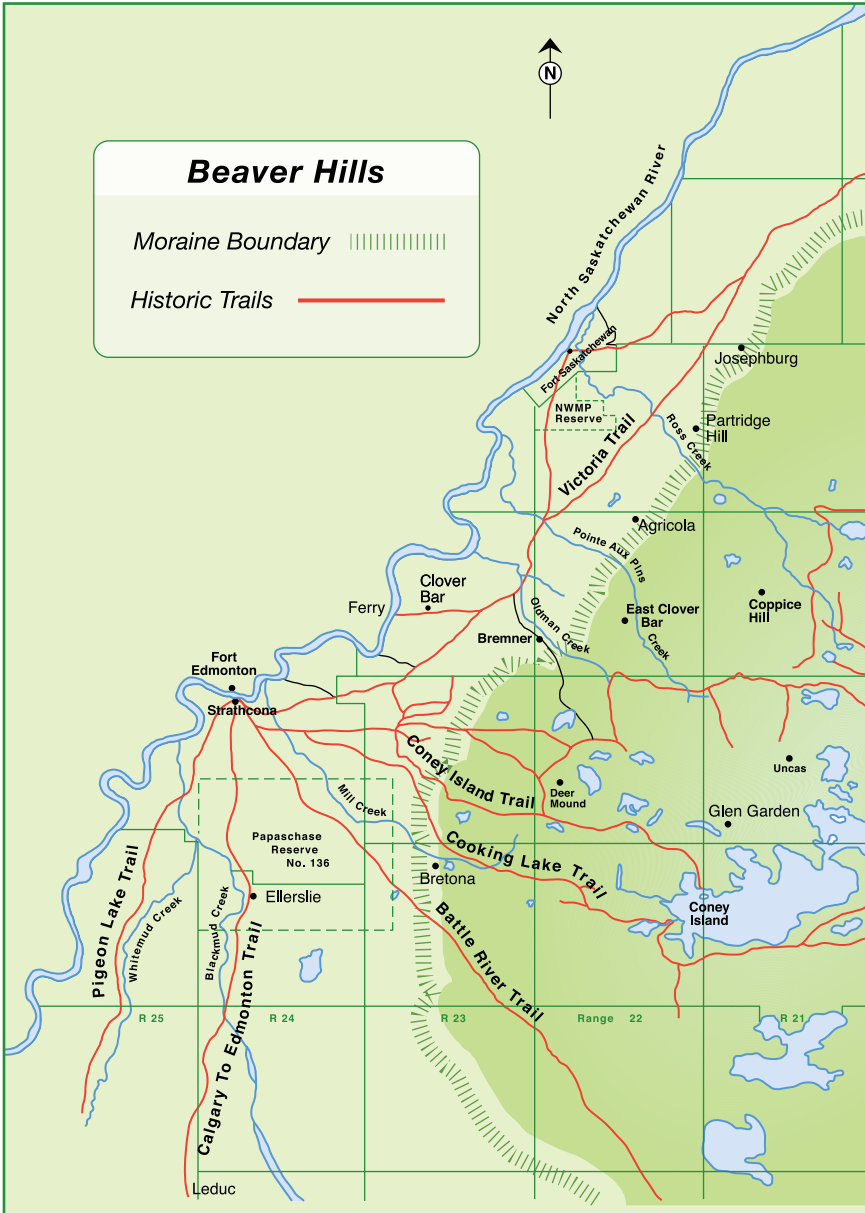 N
Beaver Hills
Moraine Boundary
Historic Trails
North Saskatchewan River
Fort Saskatchewan
Josephburg
NWMP
Reserve
Partridge
Hill
Ross Creek
Victoria Trail
Agricola
Pointe Aux Pins
Creek
Clover
Bar
Ferry
East Clover
Bar
Coppice
Hill
Oldman Creek
Bremner
Fort
Edmonton
Strathcona
Coney Island Trail
Deer
Mound
Uncas
Mill Creek
Glen Garden
Papaschase
Reserve
No. 136
Cooking Lake Trail
Bretona
Ellerslie
Coney
Island
Pigeon Lake Trail
Whitemud Creek
Blackmud Creek
Battle River Trail
Calgary To Edmonton Trail
R 25
R 24
R 23
Range 22
R 21
Leduc